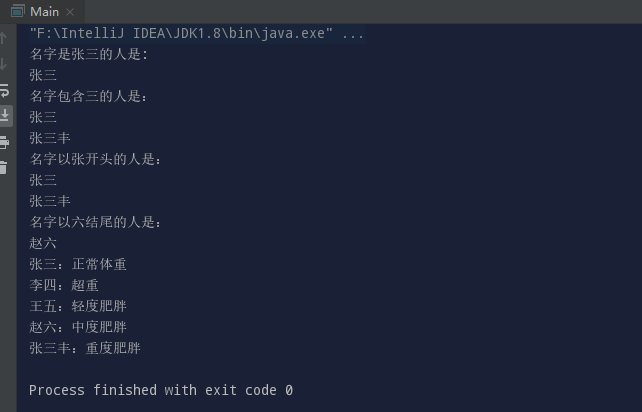 Main
"F:\IntelliJ IDEA\JDK1.8\bin\java.exe" ...
名字是张三的人是:
张三
名字包含三的人是：
张三
张三丰
名字以张开头的人是：
张三
张三丰
名字以六结尾的人是：
赵六
张三：正常体重
李四：超重
王五：轻度肥胖
赵六：中度肥胖
张三丰：重度肥胖
Process finished with exit code 0